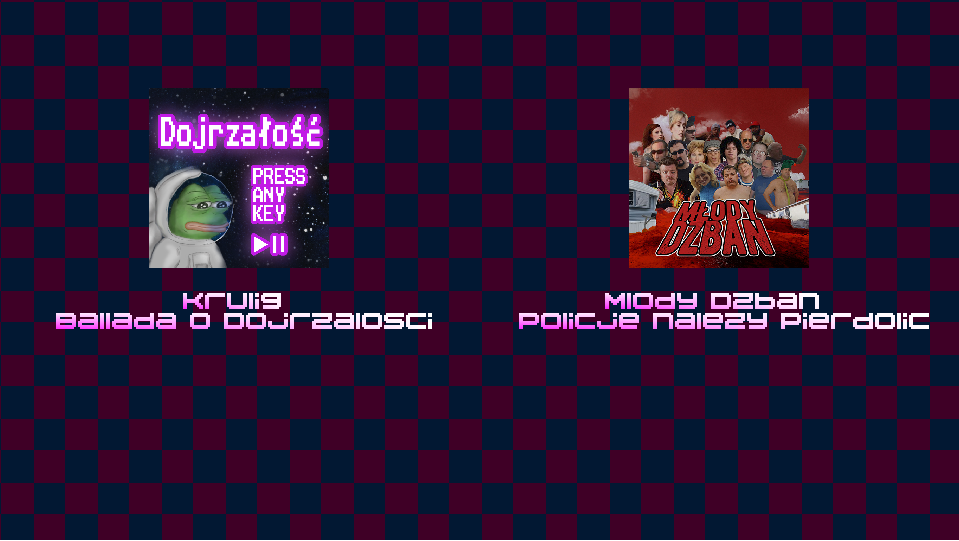 Dojrzałość
PRESS
ANY
KEY
Krulig
Ballada o Dojrzalosci
MŁODY
DZBAN
Mlody Dzban
Policje Nalezy Pierdolic